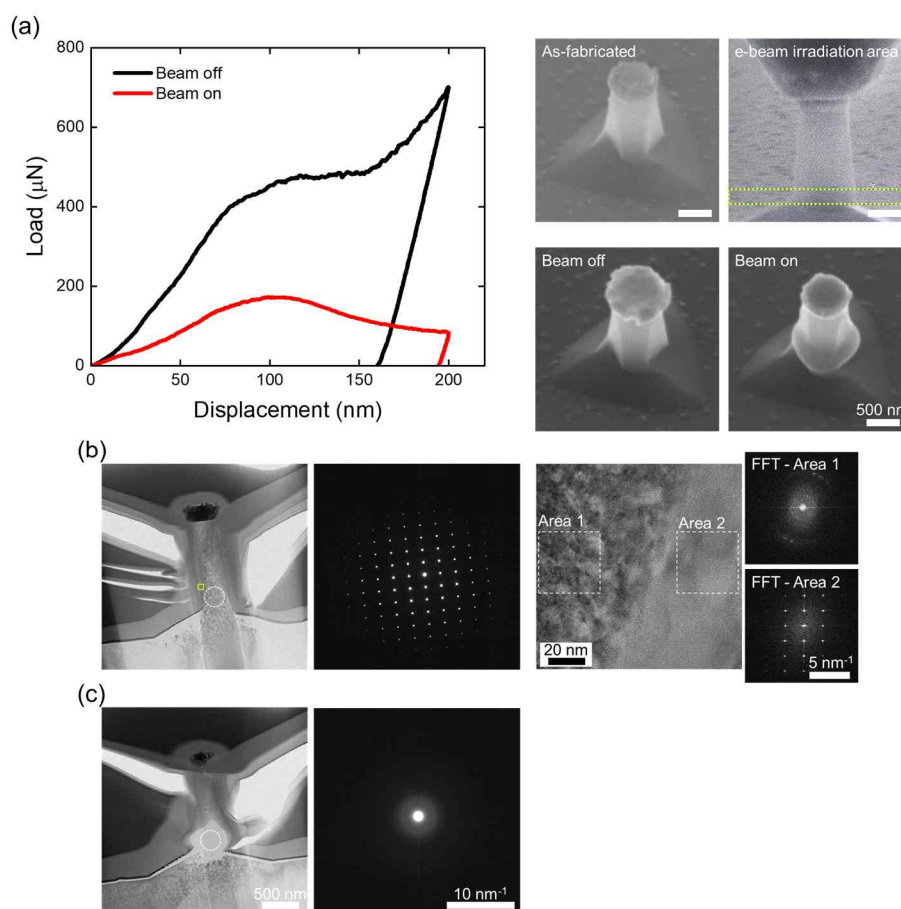 (a)
800
600
400
200
0
0
50
100
150
200
Load (μN)
Displacement (nm)
Beam off
Beam on
As-fabricated
e-beam irradiation area
Beam off
Beam on
500 nm
(b)
Area 1
Area 2
20 nm
FFT - Area 1
FFT - Area 2
5 nm⁻¹
(c)
500 nm
10 nm⁻¹